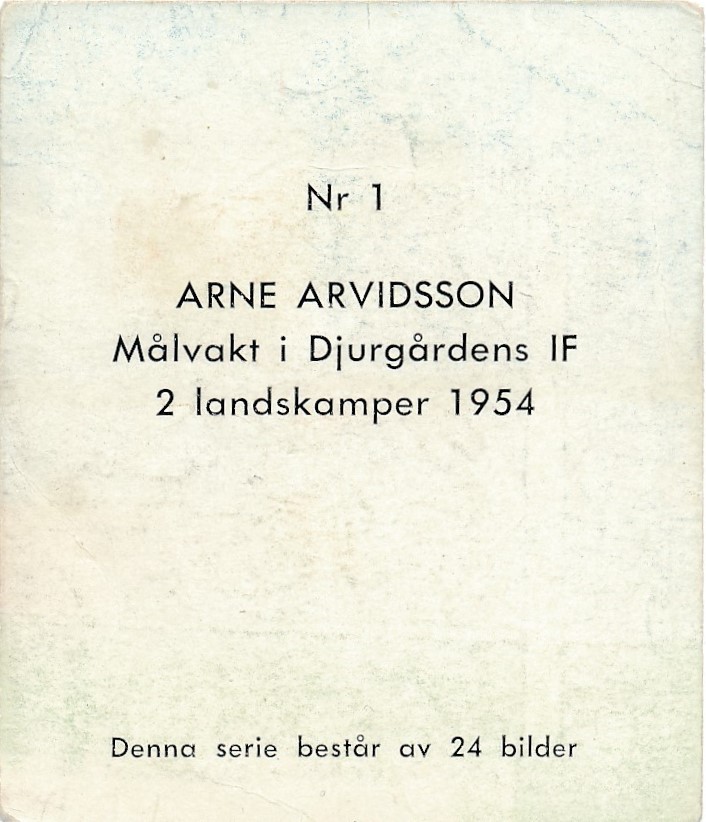 Nr 1
ARNE ARVIDSSON
Målvakt i Djurgårdens IF
2 landskamper 1954
Denna serie består av 24 bilder